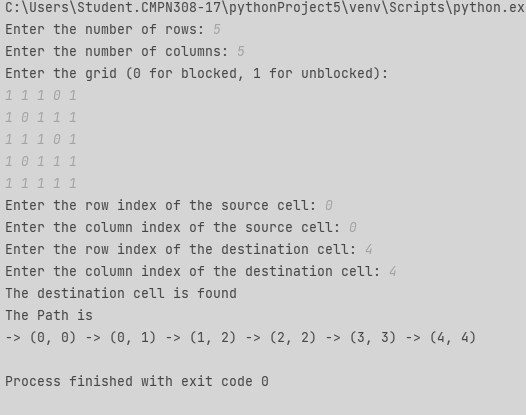 C:\Users\Student.CMPN308-17\pythonProject5\venv\Scripts\python.ex
Enter the number of rows: 5
Enter the number of columns: 5
Enter the grid (0 for blocked, 1 for unblocked):
1 1 1 0 1
1 0 1 1 1
1 1 1 0 1
1 0 1 1 1
1 1 1 1 1
Enter the row index of the source cell: 0
Enter the column index of the source cell: 0
Enter the row index of the destination cell: 4
Enter the column index of the destination cell: 4
The destination cell is found
The Path is
-> (0, 0) -> (0, 1) -> (1, 2) -> (2, 2) -> (3, 3) -> (4, 4)
Process finished with exit code 0